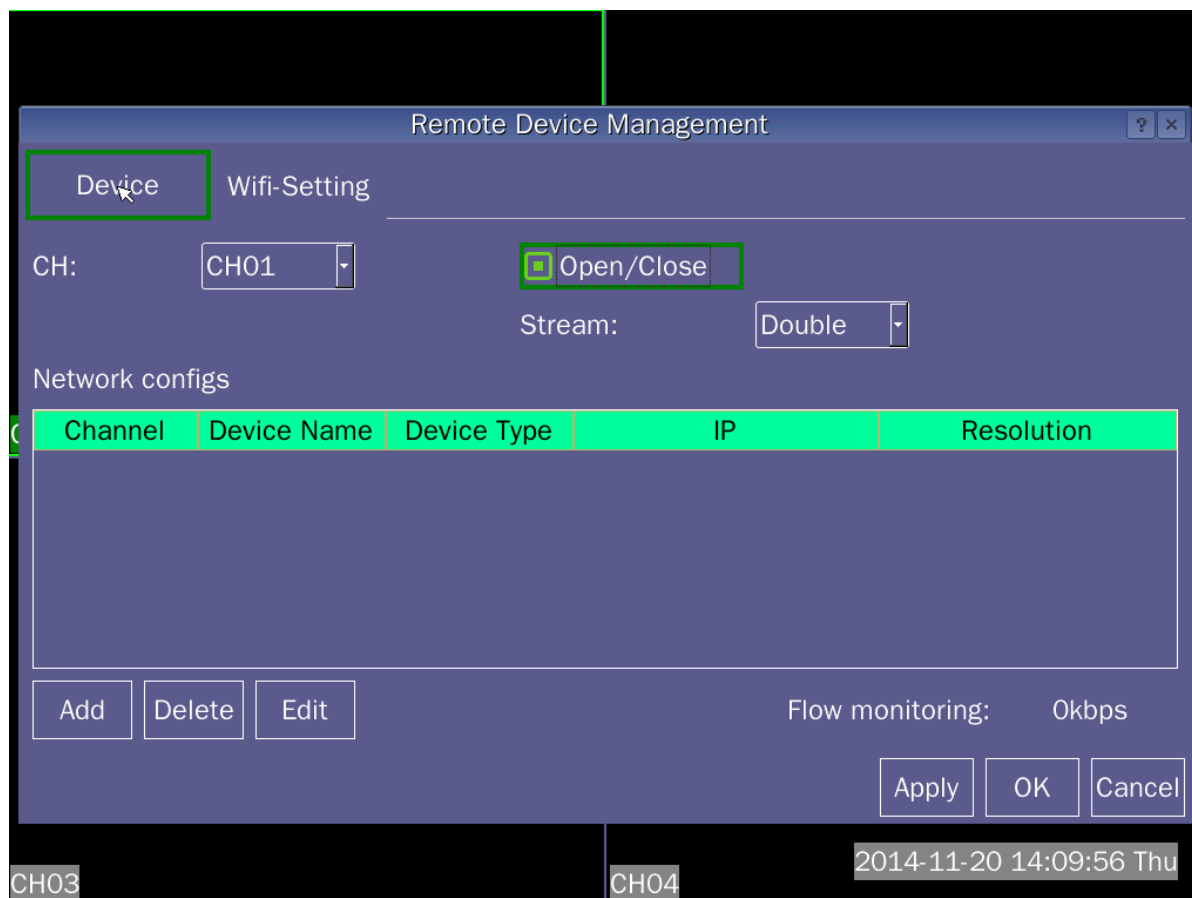 Remote Device Management
Device Wifi-Setting
CH: CH01 Open/Close
Stream: Double
Network configs
Channel Device Name Device Type IP Resolution
Add Delete Edit Flow monitoring: 0kbps
Apply OK Cancel
2014-11-20 14:09:56 Thu
CH03 CH04